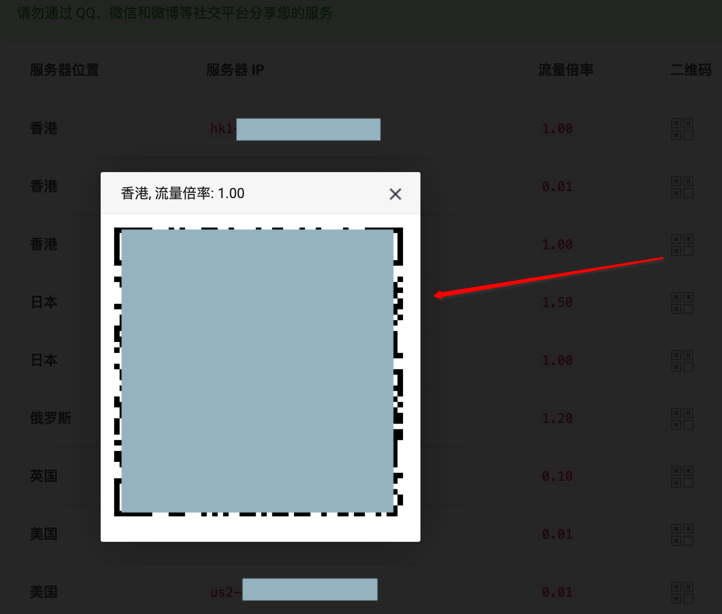 请勿通过 QQ、微信和微博等社交平台分享您的服务
服务器位置 服务器 IP 流量倍率 二维码
香港 hk1- 1.00
香港 0.01
香港, 流量倍率: 1.00
香港 1.00
日本 1.50
日本 1.00
俄罗斯 1.20
英国 0.10
美国 0.01
美国 us2- 0.01